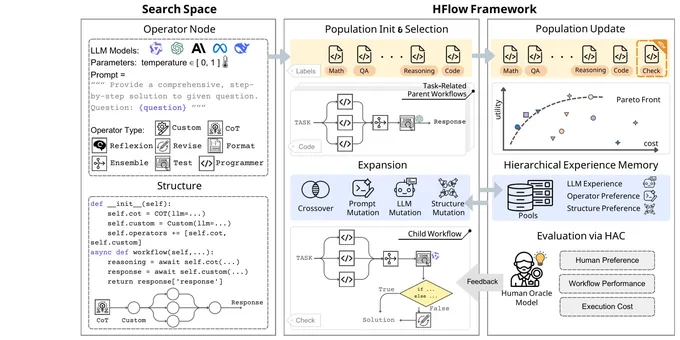 Search Space
Operator Node
LLM Models:
Parameters: temperature ∈ [ 0, 1 ]
Prompt =
""" Provide a comprehensive, step-
by-step solution to given question.
Question: {question} """
Operator Type:
Custom
CoT
Reflexion
Revise
Format
Ensemble
Test
Programmer
Structure
def __init__(self):
self.cot = COT(llm=...)
self.custom = Custom(llm=...)
self.operators += [self.cot,
self.custom]
async def workflow(self,...):
reasoning = await self.cot(...)
response = await self.custom(...)
return response['response']
CoT
Custom
Response
HFlow Framework
Population Init & Selection
Labels
Math
QA
Reasoning
Code
Task-Related
Parent Workflows
TASK
Response
Code
Expansion
Crossover
Prompt
Mutation
LLM
Mutation
Structure
Mutation
Child Workflow
TASK
if ...
else ...
True
False
Solution
Check
Population Update
Math
QA
Reasoning
Code
Check
utility
Pareto Front
cost
Hierarchical Experience Memory
Pools
LLM Experience
Operator Preference
Structure Preference
Evaluation via HAC
Feedback
Human Oracle
Model
Human Preference
Workflow Performance
Execution Cost